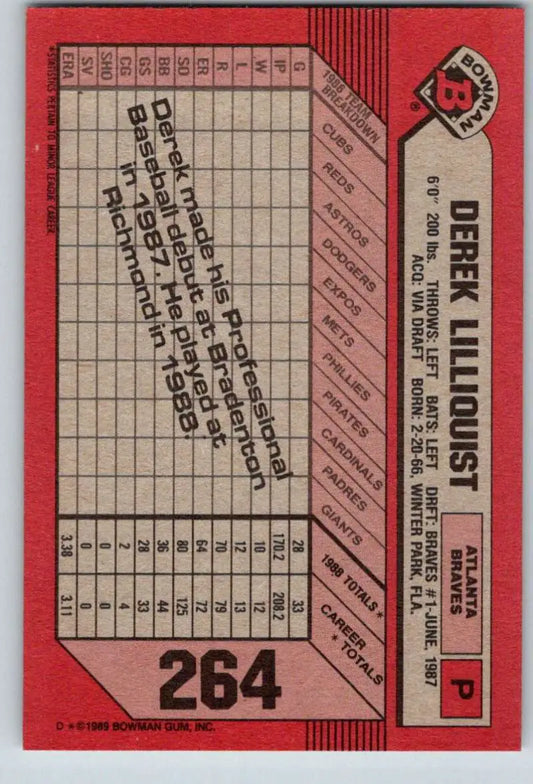 BOWMAN
B
®
DEREK LILLIQUIST
ATLANTA
BRAVES
P
6'0" 200 lbs. THROWS: LEFT BATS: LEFT DRFT: BRAVES #1-JUNE, 1987
ACQ: VIA DRAFT BORN: 2-20-66, WINTER PARK, FLA.
1988 TEAM
BREAKDOWN
CUBS
REDS
ASTROS
DODGERS
EXPOS
METS
PHILLIES
PIRATES
CARDINALS
PADRES
GIANTS
1988 TOTALS*
CAREER
* TOTALS
G 28 33
IP 170.2 208.2
W 10 12
L 12 13
R 70 79
ER 64 72
SO 80 125
BB 36 44
GS 28 33
CG 2 4
SHO 0 0
SV 0 0
ERA 3.38 3.11
Derek made his Professional
Baseball debut at Bradenton
in 1987. He played at
Richmond in 1988.
*STATISTICS PERTAIN TO MINOR LEAGUE CAREER
264
D *©1989 BOWMAN GUM, INC.